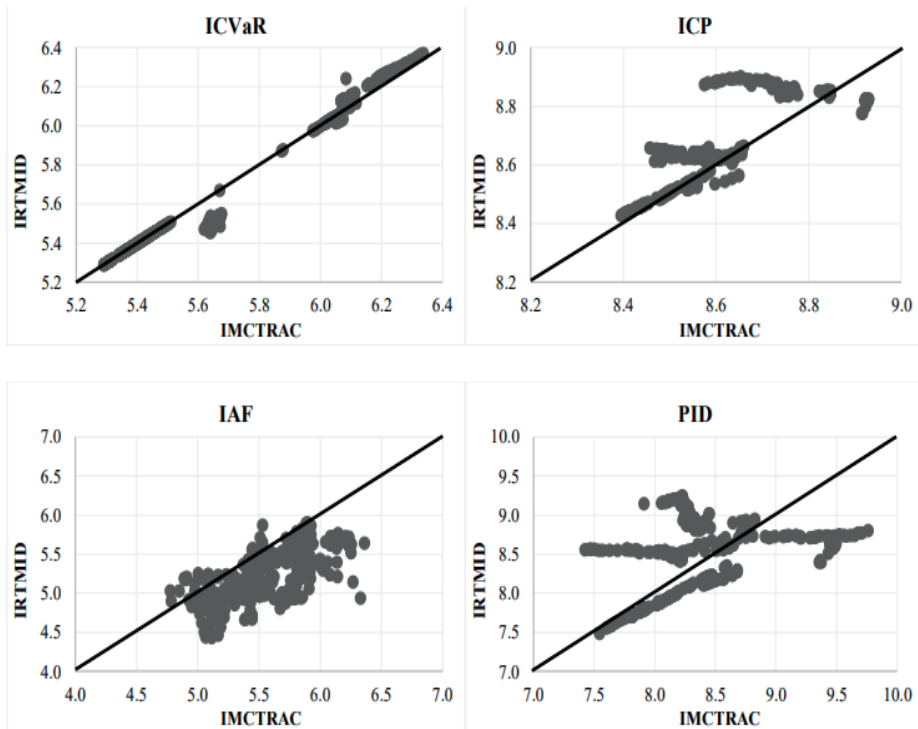 ICVaR
6.4
6.2
6.0
5.8
5.6
5.4
5.2
IRTMID
5.2 5.4 5.6 5.8 6.0 6.2 6.4
IMCTRAC
ICP
9.0
8.8
8.6
8.4
8.2
IRTMID
8.2 8.4 8.6 8.8 9.0
IMCTRAC
IAF
7.0
6.5
6.0
5.5
5.0
4.5
4.0
IRTMID
4.0 4.5 5.0 5.5 6.0 6.5 7.0
IMCTRAC
PID
10.0
9.5
9.0
8.5
8.0
7.5
7.0
IRTMID
7.0 7.5 8.0 8.5 9.0 9.5 10.0
IMCTRAC